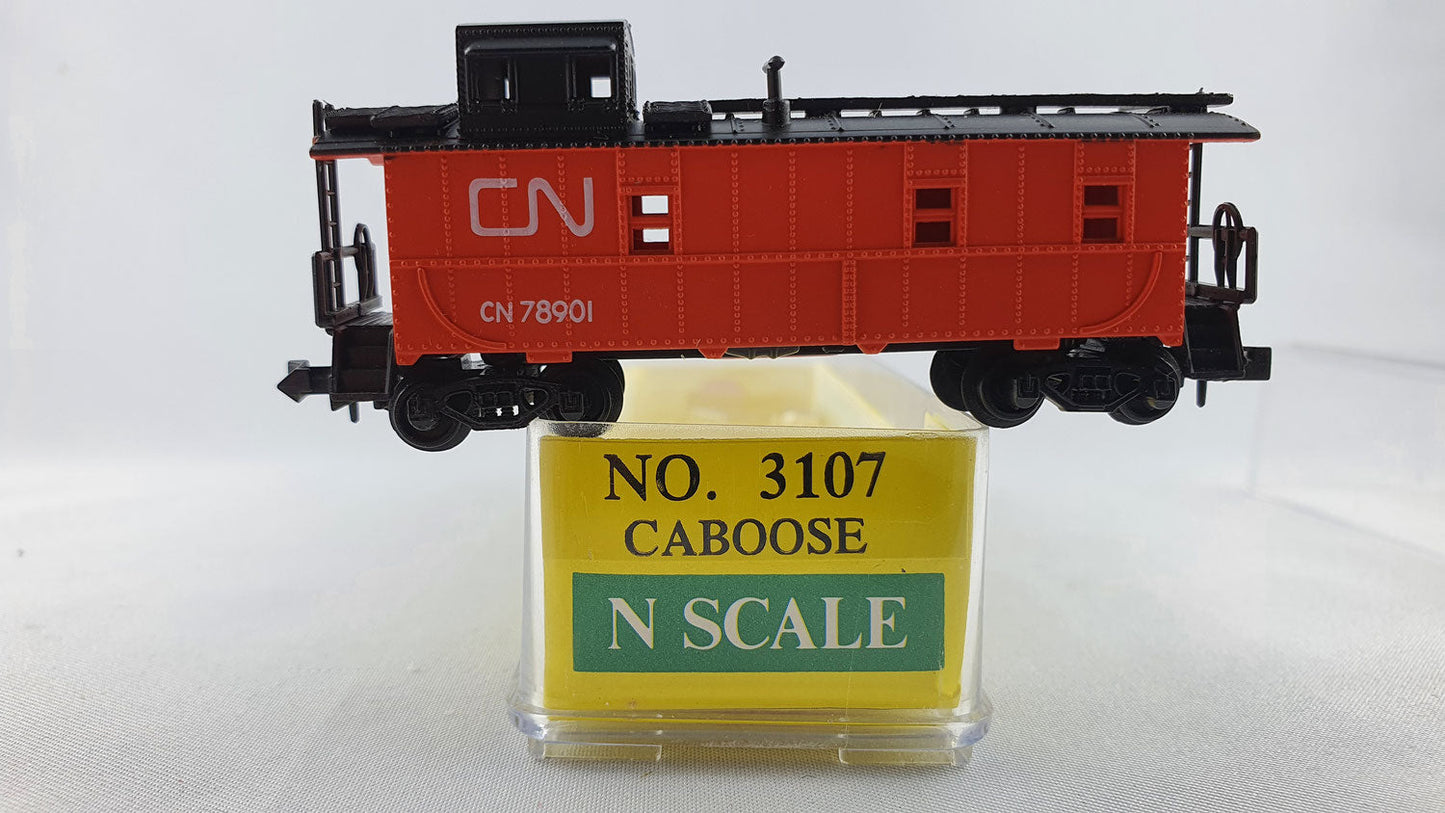 CN
CN 78901
NO. 3107
CABOOSE
N SCALE